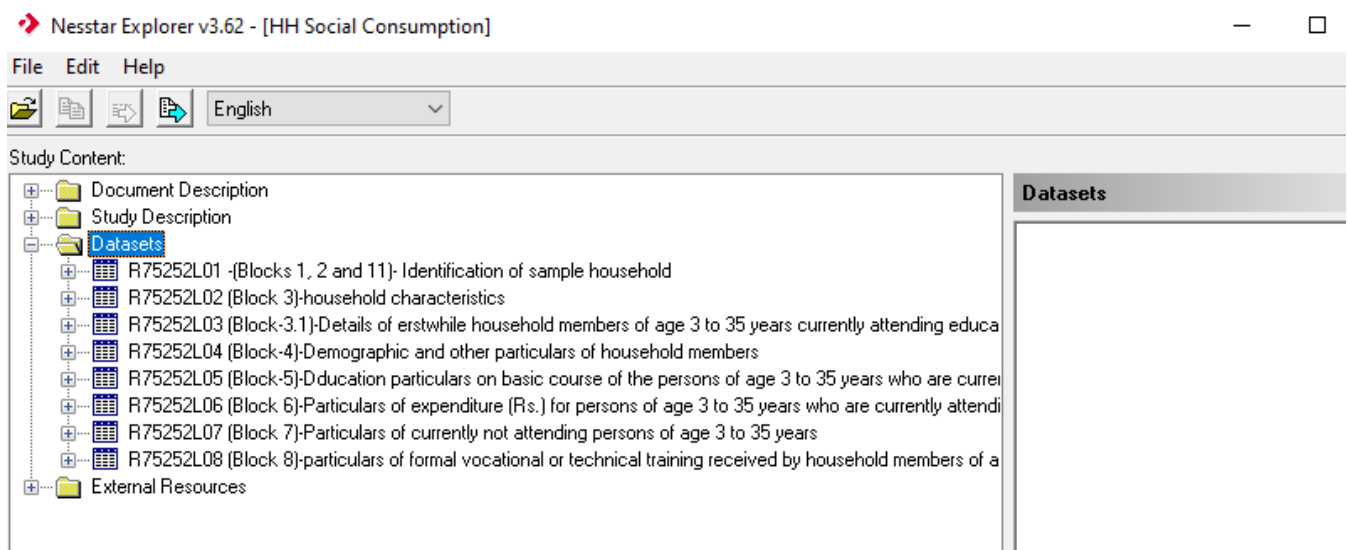 Nesstar Explorer v3.62 - [HH Social Consumption]
File Edit Help
English
Study Content:
Document Description
Datasets
Study Description
Datasets
R75252L01 -(Blocks 1, 2 and 11)- Identification of sample household
R75252L02 (Block 3)-household characteristics
R75252L03 (Block-3.1)-Details of erstwhile household members of age 3 to 35 years currently attending educa
R75252L04 (Block-4)-Demographic and other particulars of household members
R75252L05 (Block-5)-Dducation particulars on basic course of the persons of age 3 to 35 years who are currei
R75252L06 (Block 6)-Particulars of expenditure (Rs.) for persons of age 3 to 35 years who are currently attendi
R75252L07 (Block 7)-Particulars of currently not attending persons of age 3 to 35 years
R75252L08 (Block 8)-particulars of formal vocational or technical training received by household members of a
External Resources